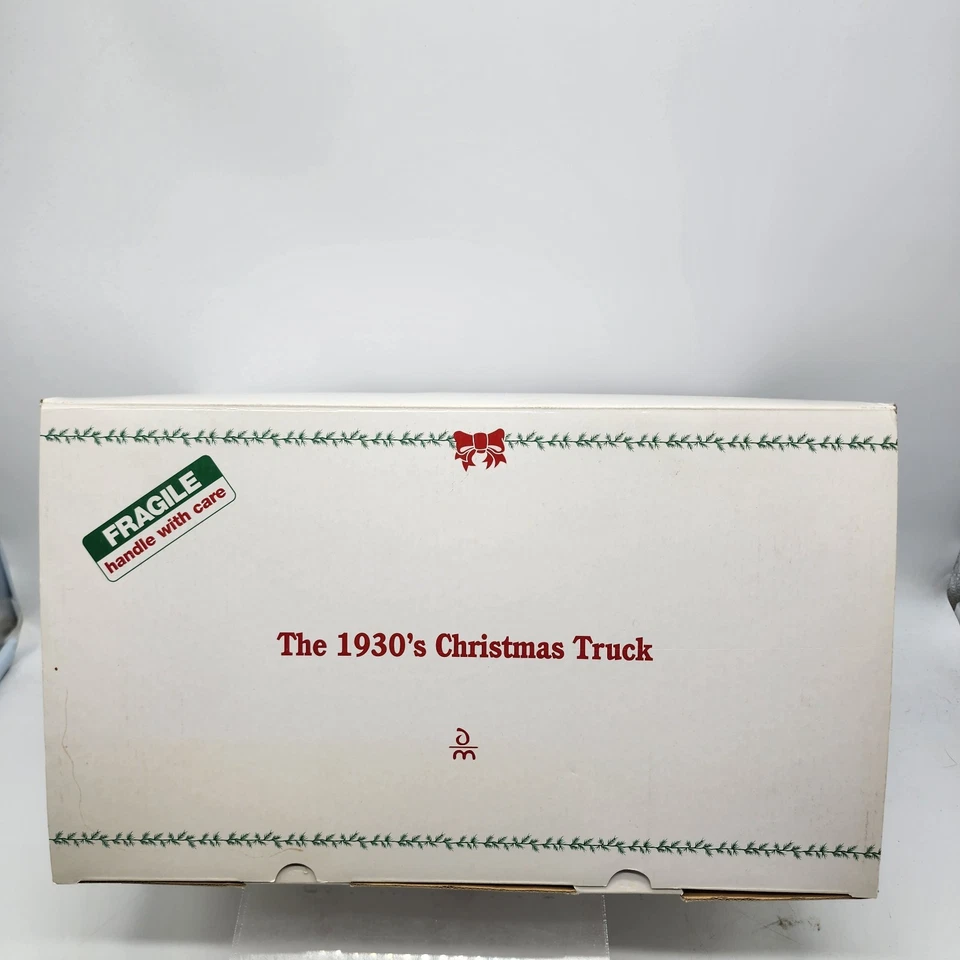 FRAGILE
handle with care
The 1930's Christmas Truck